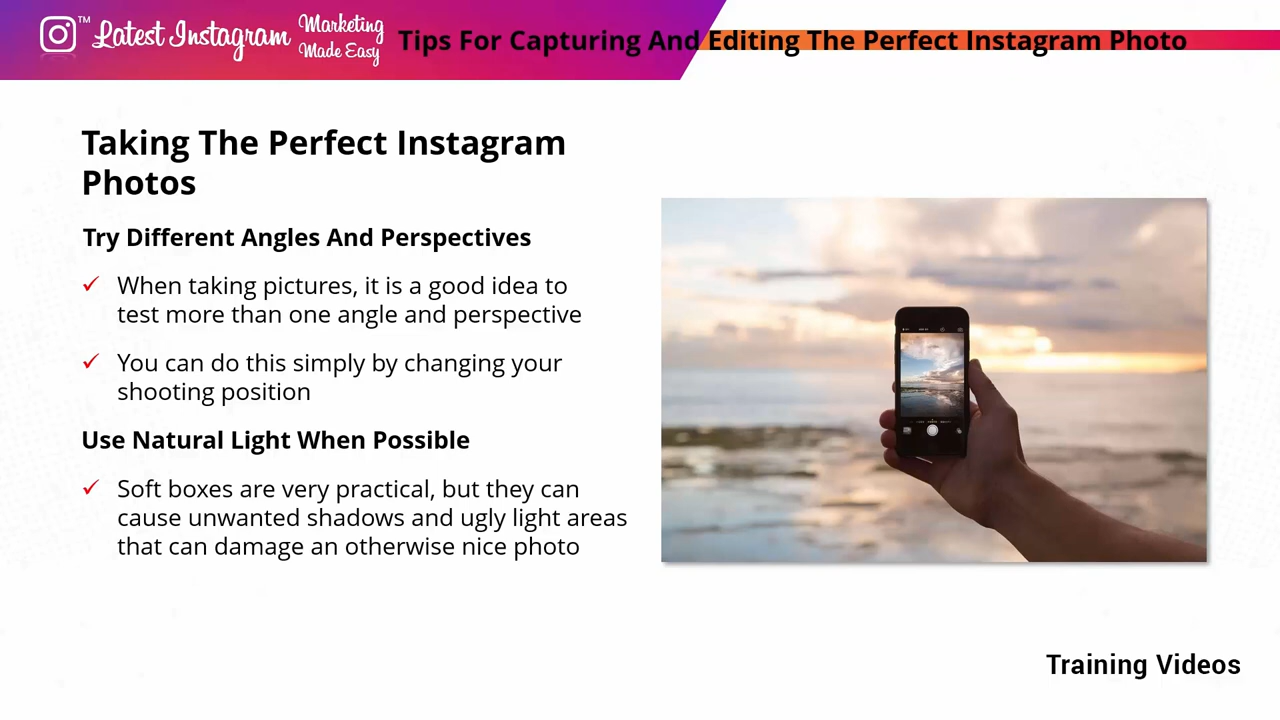 TM
Latest Instagram
Marketing
Made Easy
Tips For Capturing And Editing The Perfect Instagram Photo
Taking The Perfect Instagram
Photos
Try Different Angles And Perspectives
✓ When taking pictures, it is a good idea to
test more than one angle and perspective
✓ You can do this simply by changing your
shooting position
Use Natural Light When Possible
✓ Soft boxes are very practical, but they can
cause unwanted shadows and ugly light areas
that can damage an otherwise nice photo
Training Videos